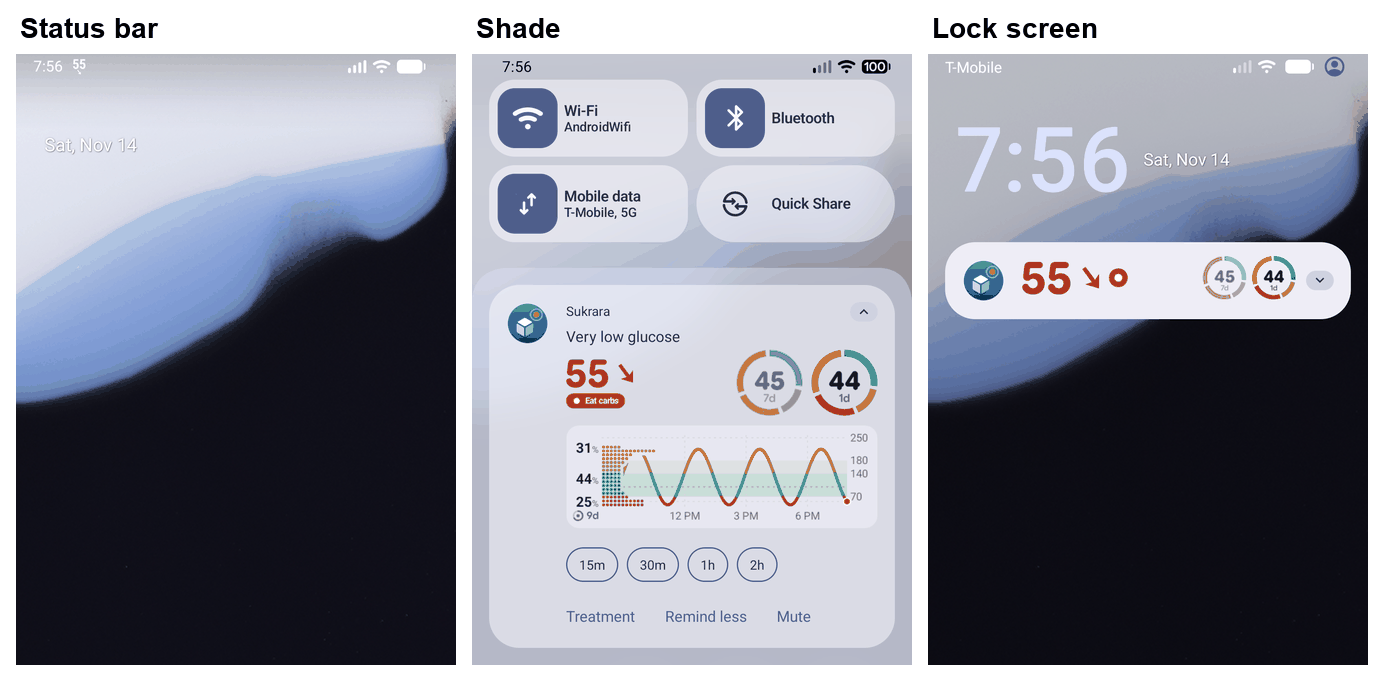 Status bar
7:56 55
Sat, Nov 14
Shade
7:56
100
Wi-Fi
AndroidWifi
Bluetooth
Mobile data
T-Mobile, 5G
Quick Share
Sukrara
Very low glucose
55
Eat carbs
45
7d
44
1d
31%
44%
25%
9d
250
180
140
70
12 PM
3 PM
6 PM
15m
30m
1h
2h
Treatment
Remind less
Mute
Lock screen
T-Mobile
7:56
Sat, Nov 14
55
45
7d
44
1d